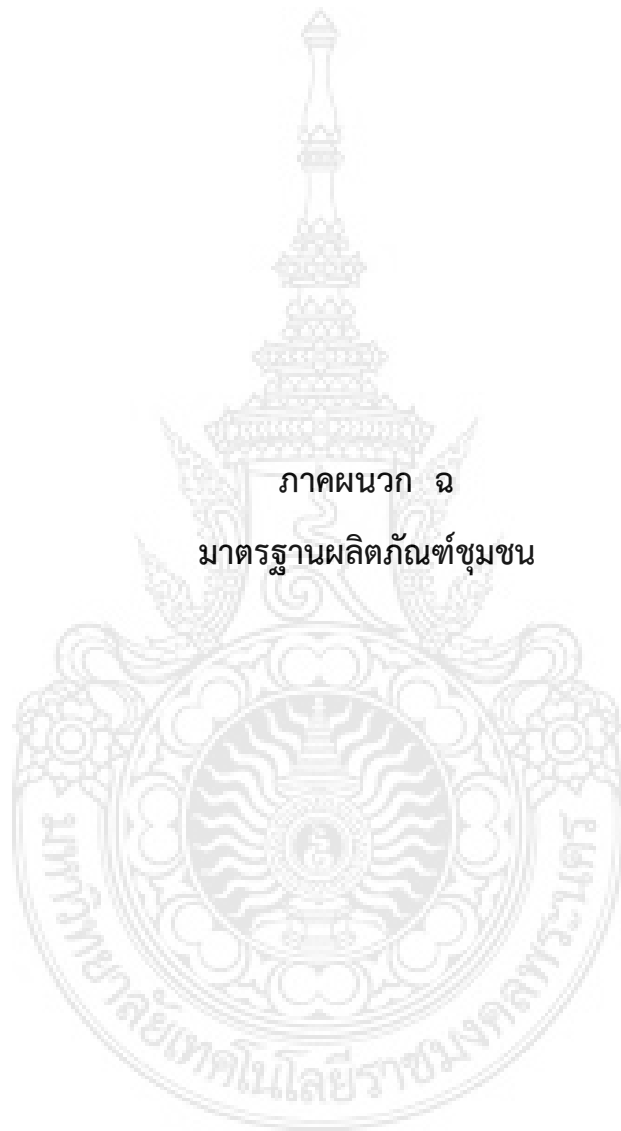 ภาคผนวก ฉ
มาตรฐานผลิตภัณฑ์ชุมชน
มหาวิทยาลัยเทคโนโลยีราชมงคลพระนคร